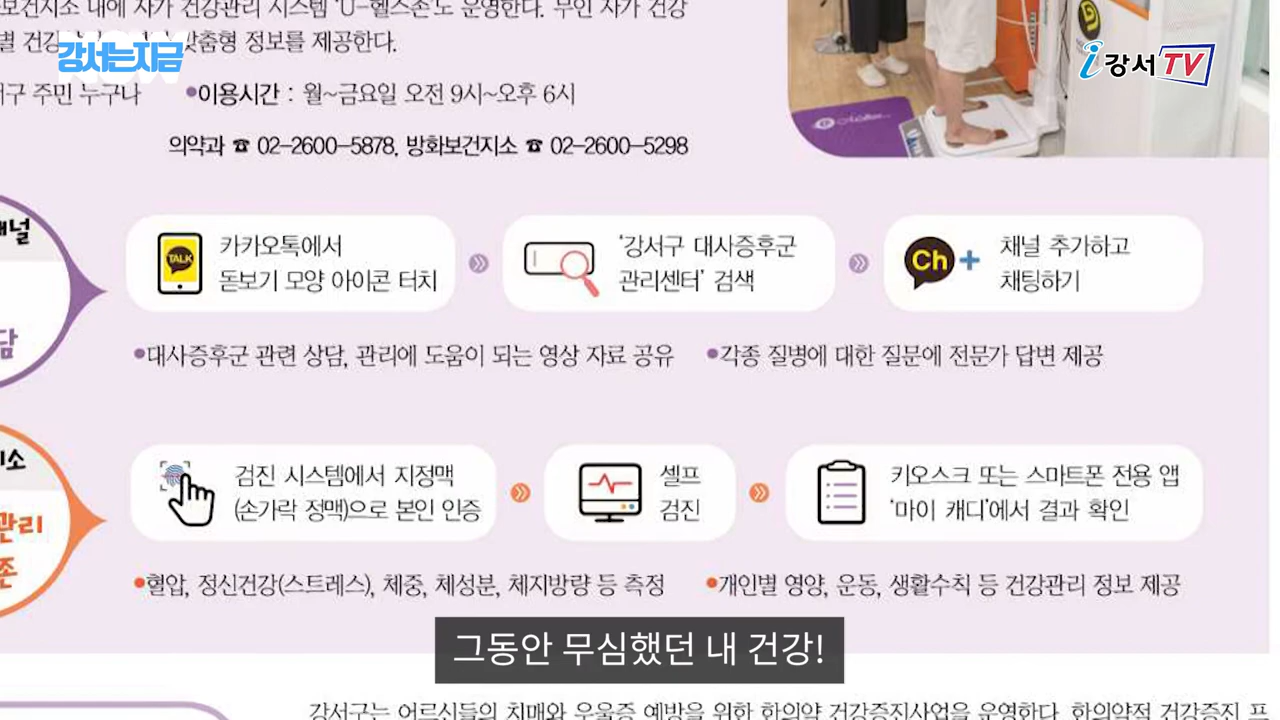 보건지소 내에 자가 건강관리 시스템 'U-헬스존'도 운영한다. 무인 자가 건강
별 건강 맞춤형 정보를 제공한다.
강서는지금
i강서TV
구 주민 누구나 •이용시간 : 월~금요일 오전 9시~오후 6시
의약과 ☎ 02-2600-5878, 방화보건지소 ☎ 02-2600-5298
채널
담
TALK
카카오톡에서
돋보기 모양 아이콘 터치
'강서구 대사증후군
관리센터' 검색
Ch+
채널 추가하고
채팅하기
•대사증후군 관련 상담, 관리에 도움이 되는 영상 자료 공유 •각종 질병에 대한 질문에 전문가 답변 제공
소
관리
존
검진 시스템에서 지정맥
(손가락 정맥)으로 본인 인증
셀프
검진
키오스크 또는 스마트폰 전용 앱
'마이 캐디'에서 결과 확인
•혈압, 정신건강(스트레스), 체중, 체성분, 체지방량 등 측정 •개인별 영양, 운동, 생활수칙 등 건강관리 정보 제공
그동안 무심했던 내 건강!
강서구는 어르신들의 치매와 우울증 예방을 위한 한의약 건강증진사업을 운영한다. 한의약적 건강증진 프